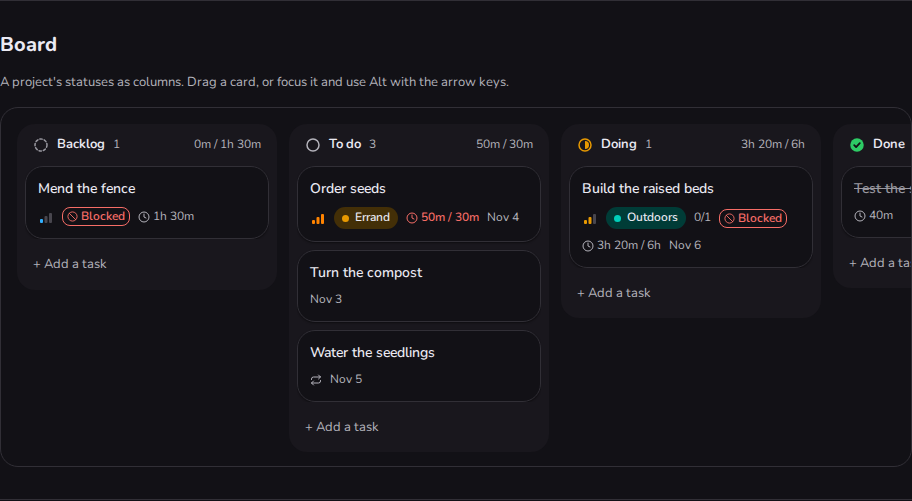 Board
A project's statuses as columns. Drag a card, or focus it and use Alt with the arrow keys.
Backlog 1 0m / 1h 30m
Mend the fence
Blocked 1h 30m
+ Add a task
To do 3 50m / 30m
Order seeds
Errand 50m / 30m Nov 4
Turn the compost
Nov 3
Water the seedlings
Nov 5
+ Add a task
Doing 1 3h 20m / 6h
Build the raised beds
Outdoors 0/1 Blocked
3h 20m / 6h Nov 6
+ Add a task
Done
Test the
40m
+ Add a